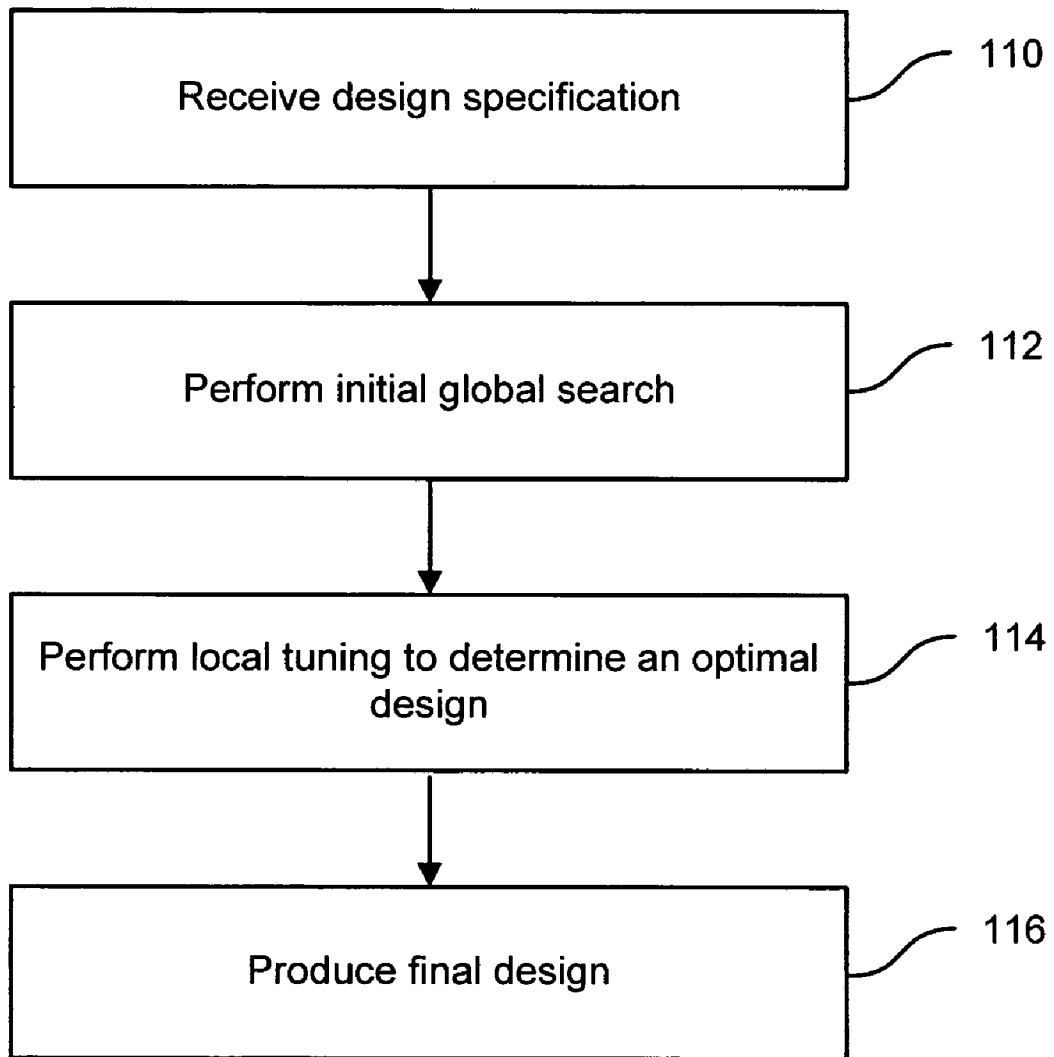 Receive design specification
110
Perform initial global search
112
Perform local tuning to determine an optimal
design
114
Produce final design
116